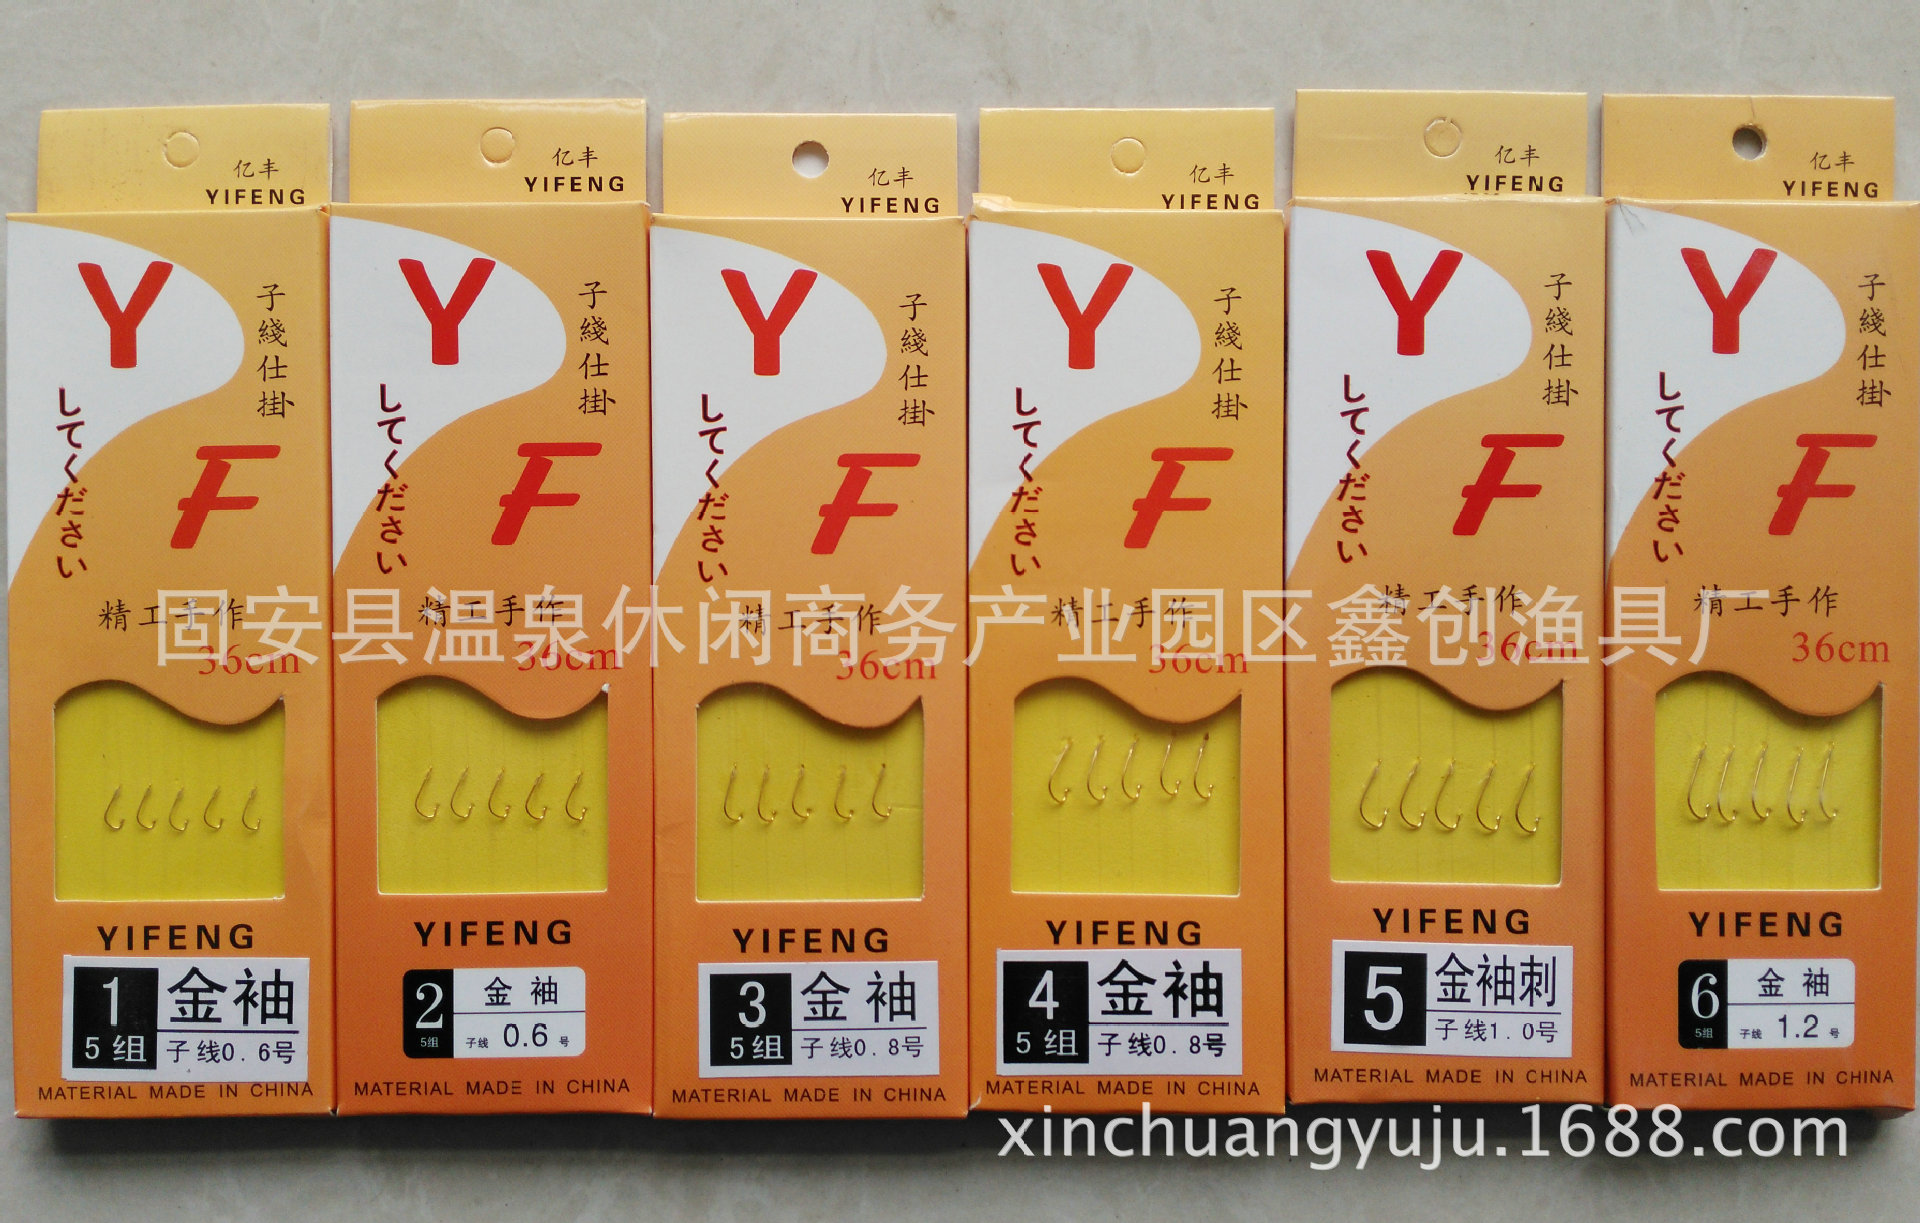 亿丰
YIFENG
Y
子綫仕掛
してください
F
精工手作
36cm
YIFENG
1 金袖
5组 子线0.6号
MATERIAL MADE IN CHINA
亿丰
YIFENG
Y
子綫仕掛
してください
F
精工手作
36cm
YIFENG
2 金袖
5组 子线 0.6 号
MATERIAL MADE IN CHINA
亿丰
YIFENG
Y
子綫仕掛
してください
F
精工手作
36cm
YIFENG
3 金袖
5组 子线0.8号
MATERIAL MADE IN CHINA
亿丰
YIFENG
Y
子綫仕掛
してください
F
精工手作
36cm
YIFENG
4 金袖
5组 子线0.8号
MATERIAL MADE IN CHINA
亿丰
YIFENG
Y
子綫仕掛
してください
F
精工手作
36cm
YIFENG
5 金袖刺
子线1.0号
MATERIAL MADE IN CHINA
亿丰
YIFENG
Y
子綫仕掛
してください
F
精工手作
36cm
YIFENG
6 金袖
5组 子线 1.2 号
MATERIAL MADE IN CHINA
固安县温泉休闲商务产业园区鑫创渔具厂
xinchuangyuju.1688.com